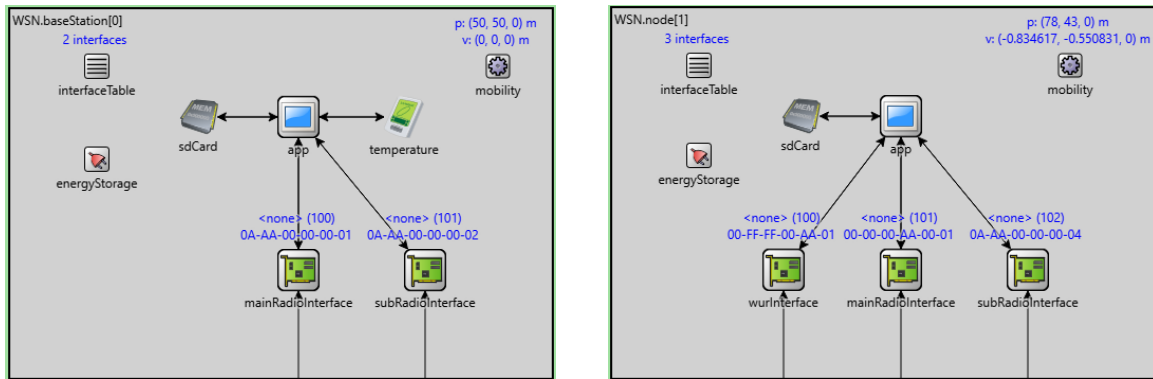 WSN.baseStation[0]
p: (50, 50, 0) m
2 interfaces
v: (0, 0, 0) m
interfaceTable
mobility
MEM
sdCard
app
temperature
energyStorage
<none> (100)
<none> (101)
0A-AA-00-00-00-01
0A-AA-00-00-00-02
mainRadioInterface
subRadioInterface
WSN.node[1]
p: (78, 43, 0) m
3 interfaces
v: (-0.834617, -0.550831, 0) m
interfaceTable
mobility
MEM
sdCard
app
energyStorage
<none> (100)
<none> (101)
<none> (102)
00-FF-FF-00-AA-01
00-00-00-AA-00-01
0A-AA-00-00-00-04
wurInterface
mainRadioInterface
subRadioInterface